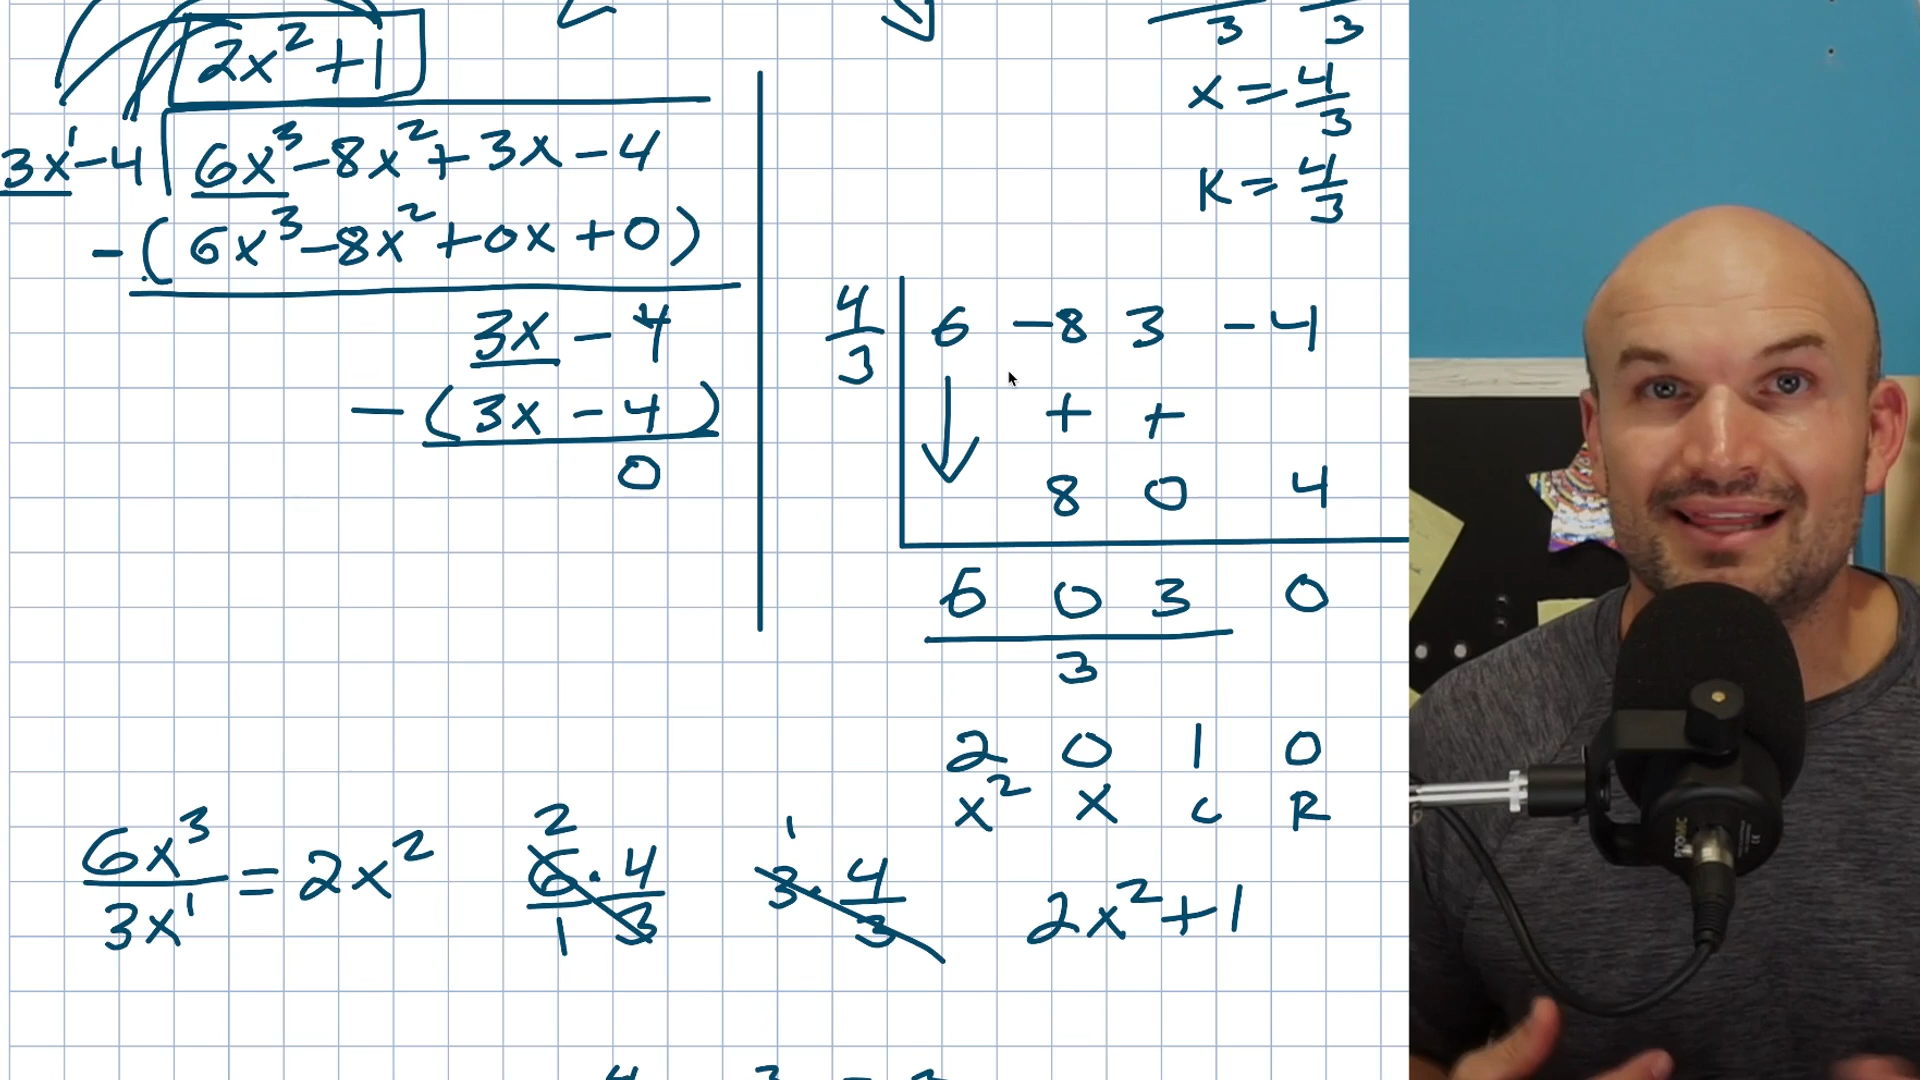 2x²+1
3x¹-4 6x³-8x²+3x-4
-(6x³-8x²+0x+0)
3x-4
-(3x-4)
0
3 3
x=4/3
K=4/3
4/3 6 -8 3 -4
+ +
8 0 4
6 0 3 0
3
2 0 1 0
x² x c R
6x³/3x¹=2x²
2
6/1·4/3
1
3·4/3
2x²+1